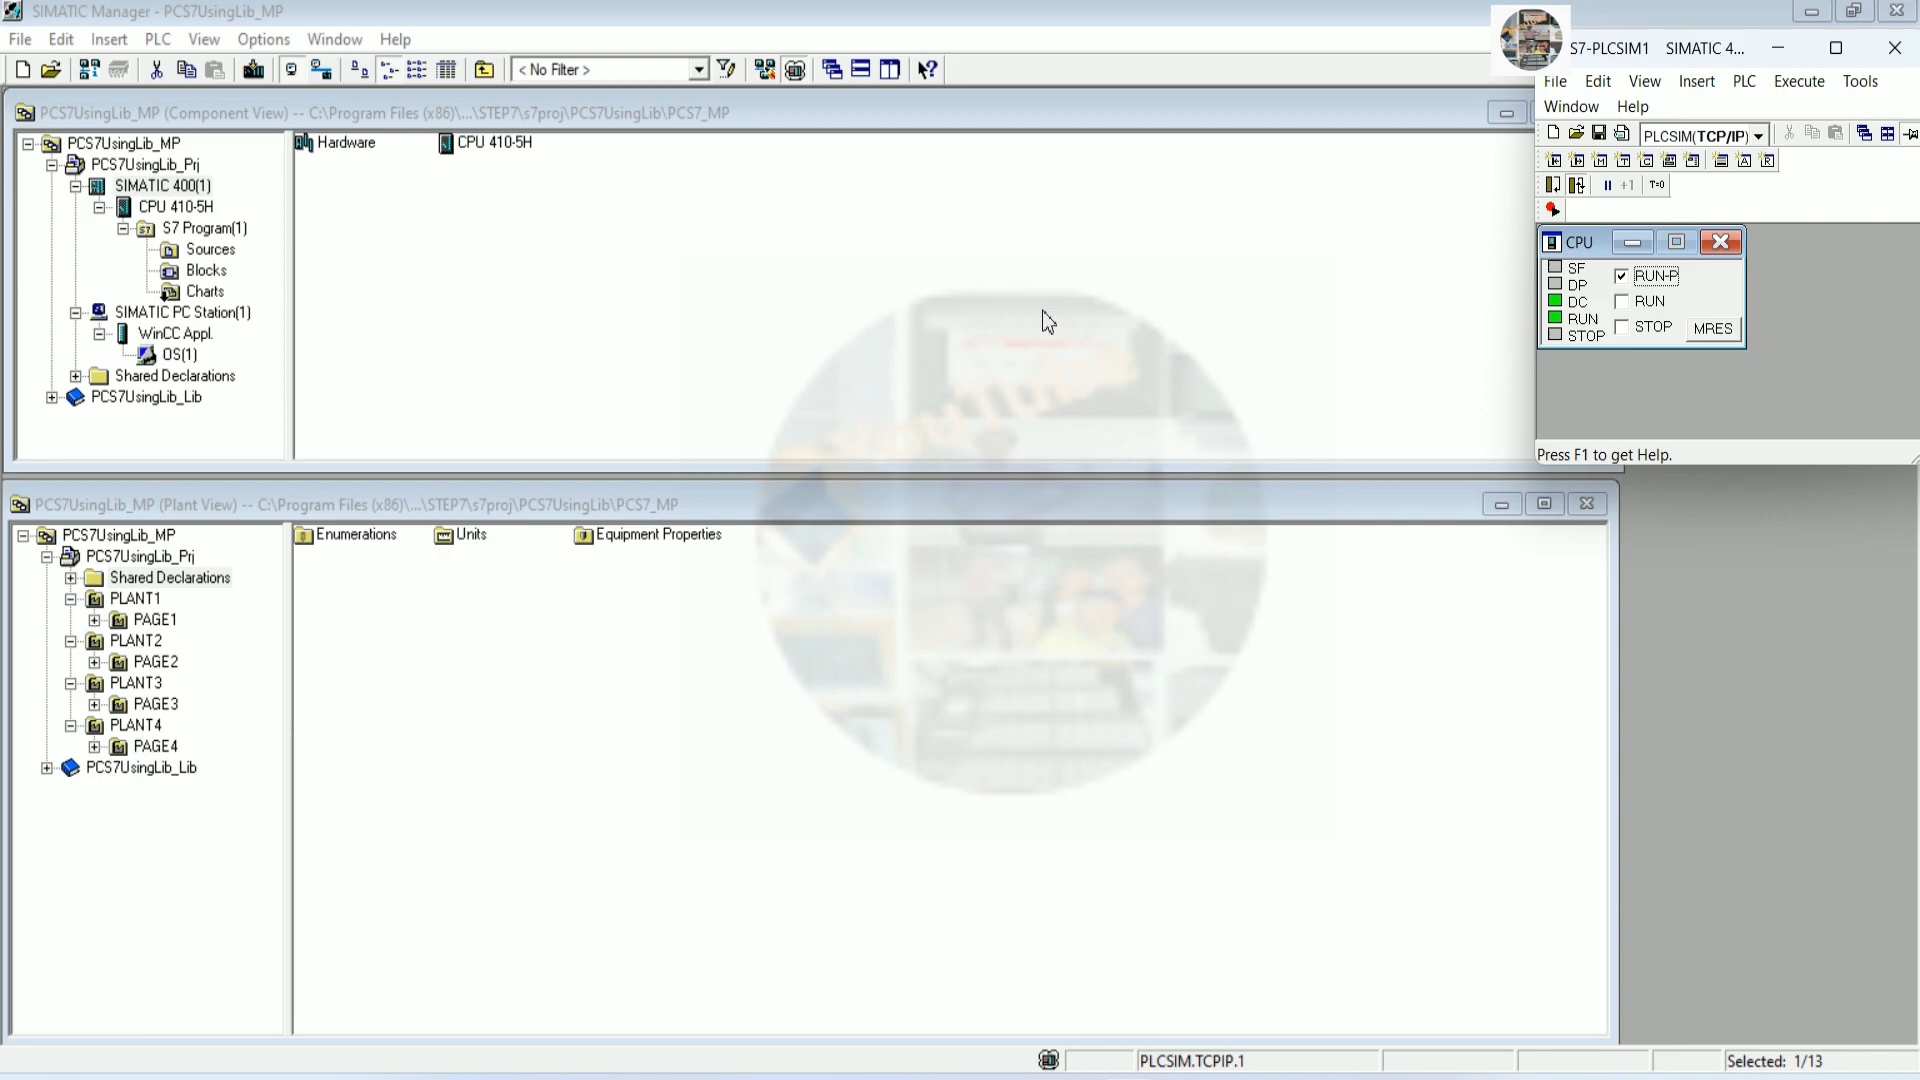 SIMATIC Manager - PCS7UsingLib_MP
File Edit Insert PLC View Options Window Help
< No Filter >
PCS7UsingLib_MP (Component View) -- C:\Program Files (x86)\...\STEP7\s7proj\PCS7UsingLib\PCS7_MP
PCS7UsingLib_MP
PCS7UsingLib_Prj
SIMATIC 400(1)
CPU 410-5H
S7 Program(1)
Sources
Blocks
Charts
SIMATIC PC Station(1)
WinCC Appl.
OS(1)
Shared Declarations
PCS7UsingLib_Lib
Hardware CPU 410-5H
S7-PLCSIM1 SIMATIC 4...
File Edit View Insert PLC Execute Tools
Window Help
PLCSIM(TCP/IP)
+1 T=0
CPU
SF
DP
DC
RUN
STOP
RUN-P
RUN
STOP
MRES
Press F1 to get Help.
PCS7UsingLib_MP (Plant View) -- C:\Program Files (x86)\...\STEP7\s7proj\PCS7UsingLib\PCS7_MP
PCS7UsingLib_MP
PCS7UsingLib_Prj
Shared Declarations
PLANT1
PAGE1
PLANT2
PAGE2
PLANT3
PAGE3
PLANT4
PAGE4
PCS7UsingLib_Lib
Enumerations Units Equipment Properties
PLCSIM.TCPIP.1
Selected: 1/13